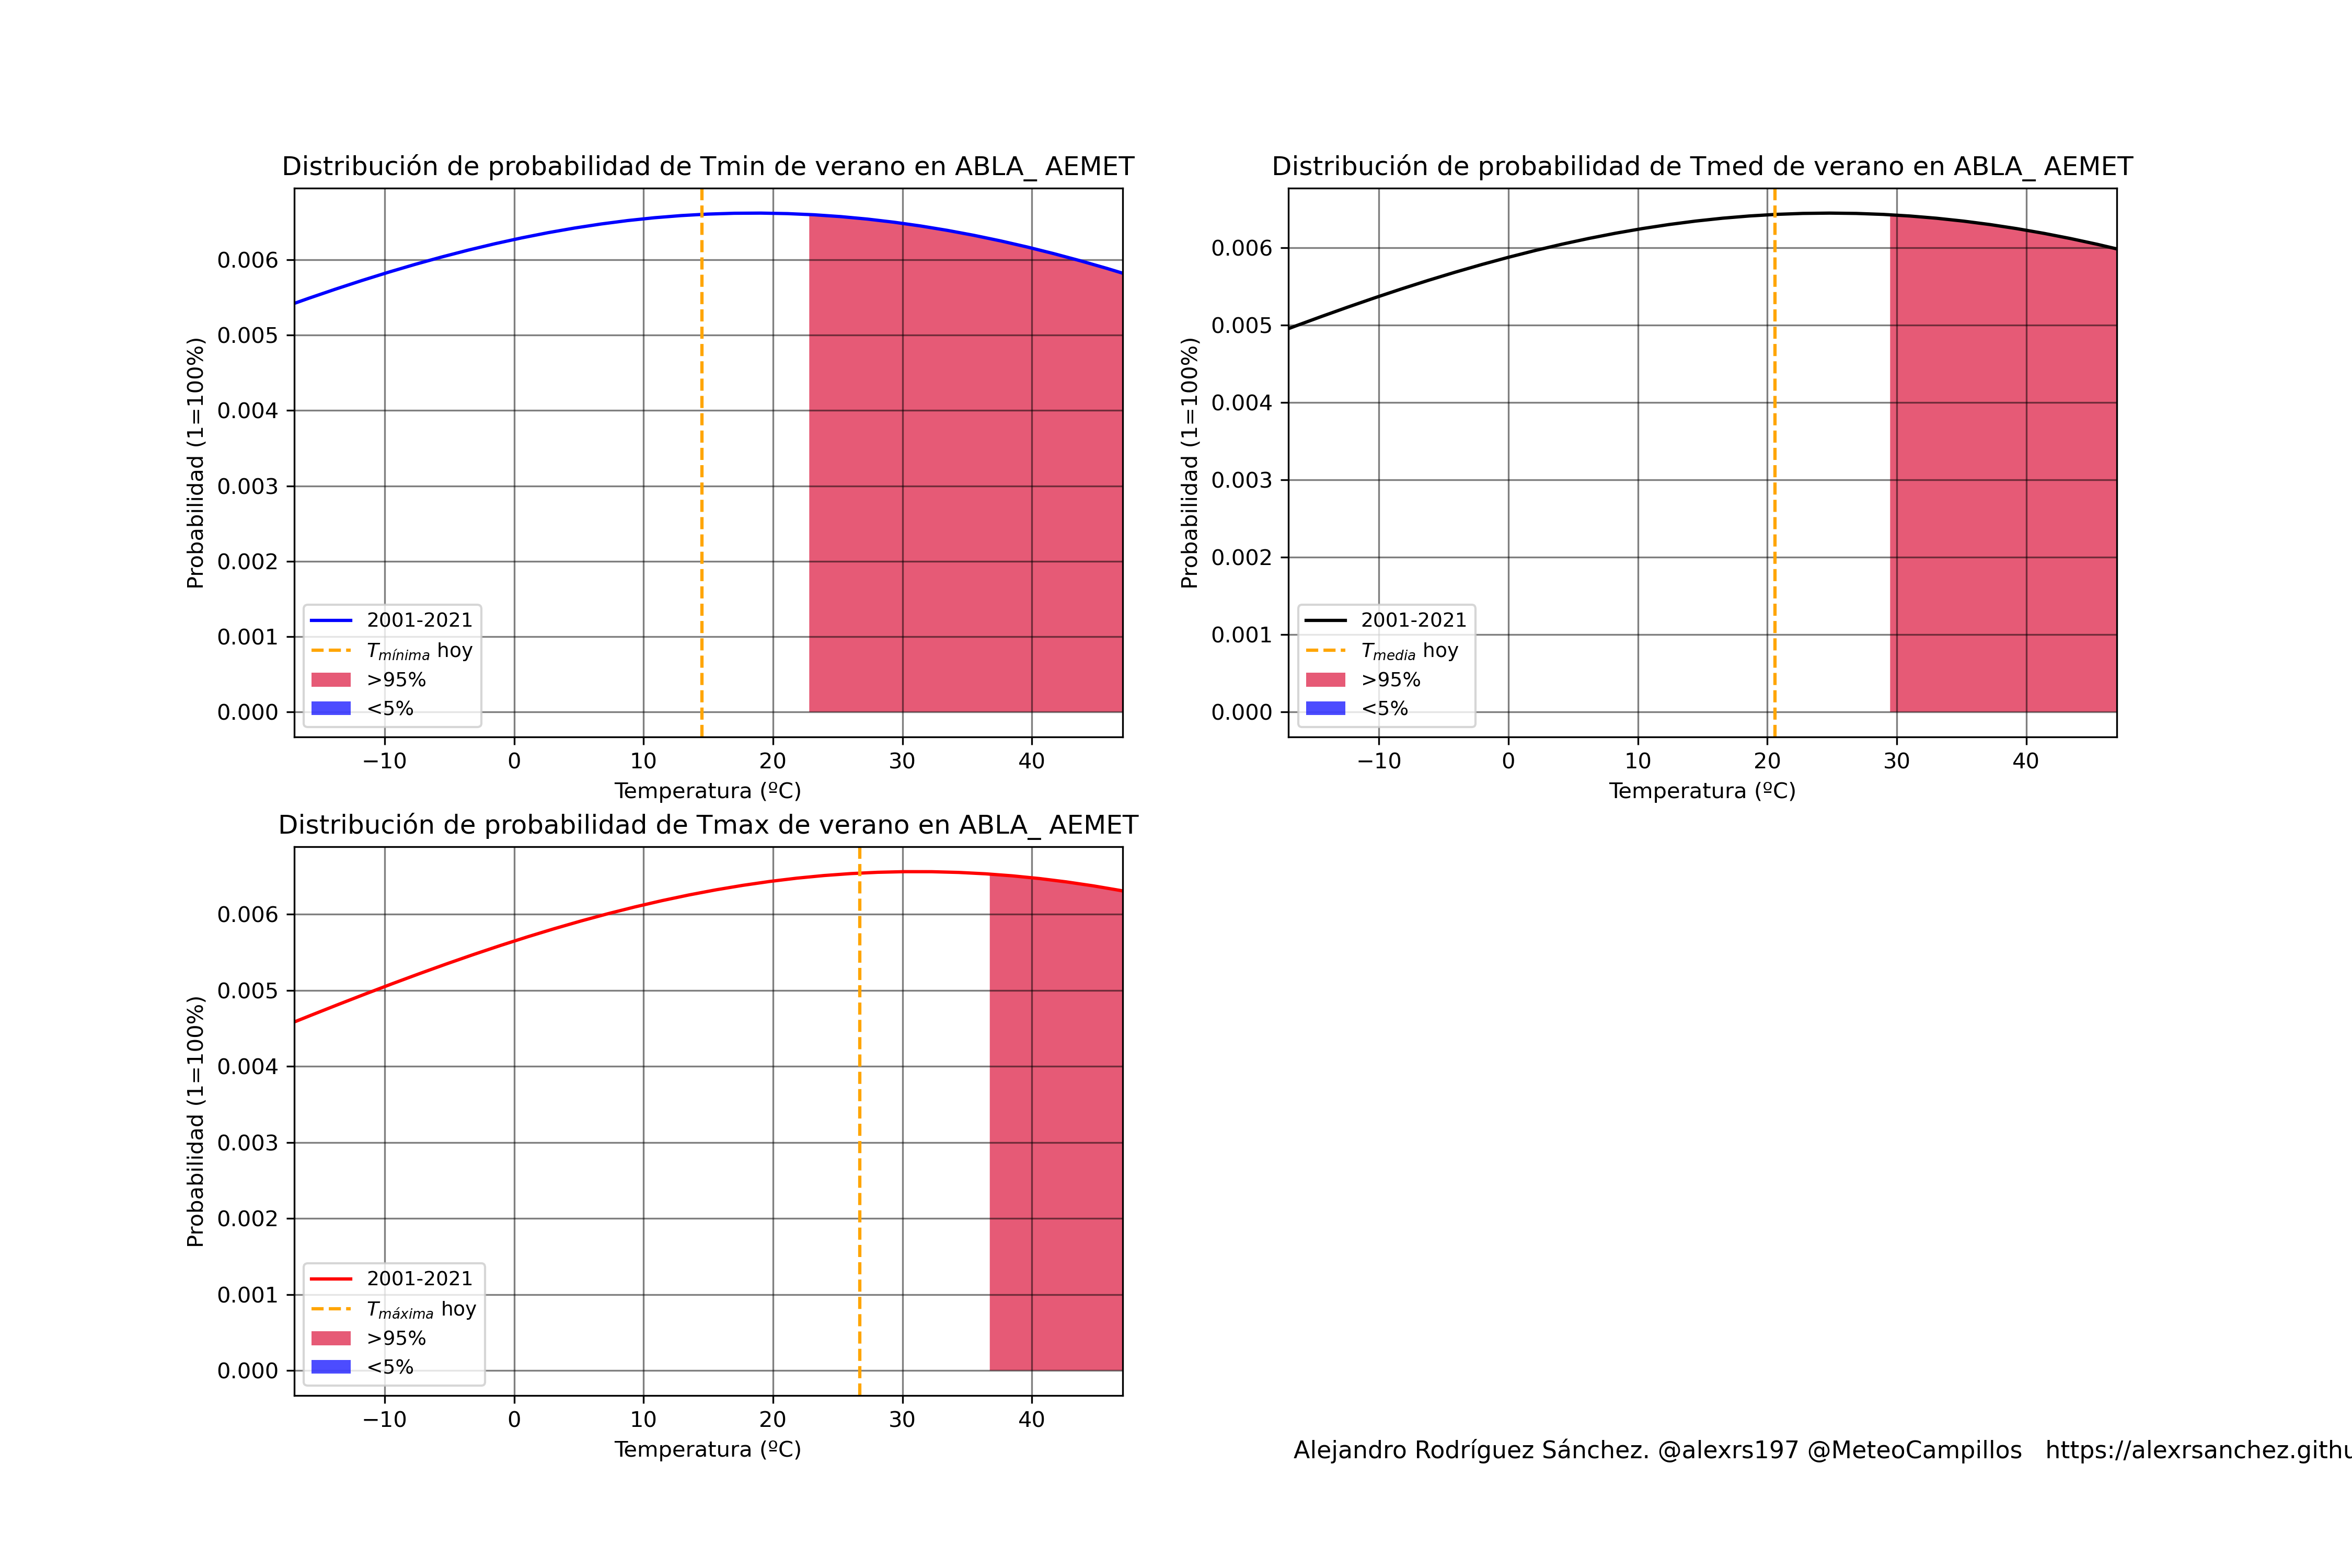 Distribución de probabilidad de Tmin de verano en ABLA_ AEMET
Probabilidad (1=100%)
0.006
0.005
0.004
0.003
0.002
0.001
0.000
2001-2021
Tmínima hoy
>95%
<5%
−10 0 10 20 30 40
Temperatura (ºC)
Distribución de probabilidad de Tmed de verano en ABLA_ AEMET
Probabilidad (1=100%)
0.006
0.005
0.004
0.003
0.002
0.001
0.000
2001-2021
Tmedia hoy
>95%
<5%
−10 0 10 20 30 40
Temperatura (ºC)
Distribución de probabilidad de Tmax de verano en ABLA_ AEMET
Probabilidad (1=100%)
0.006
0.005
0.004
0.003
0.002
0.001
0.000
2001-2021
Tmáxima hoy
>95%
<5%
−10 0 10 20 30 40
Temperatura (ºC)
Alejandro Rodríguez Sánchez. @alexrs197 @MeteoCampillos https://alexrsanchez.githu